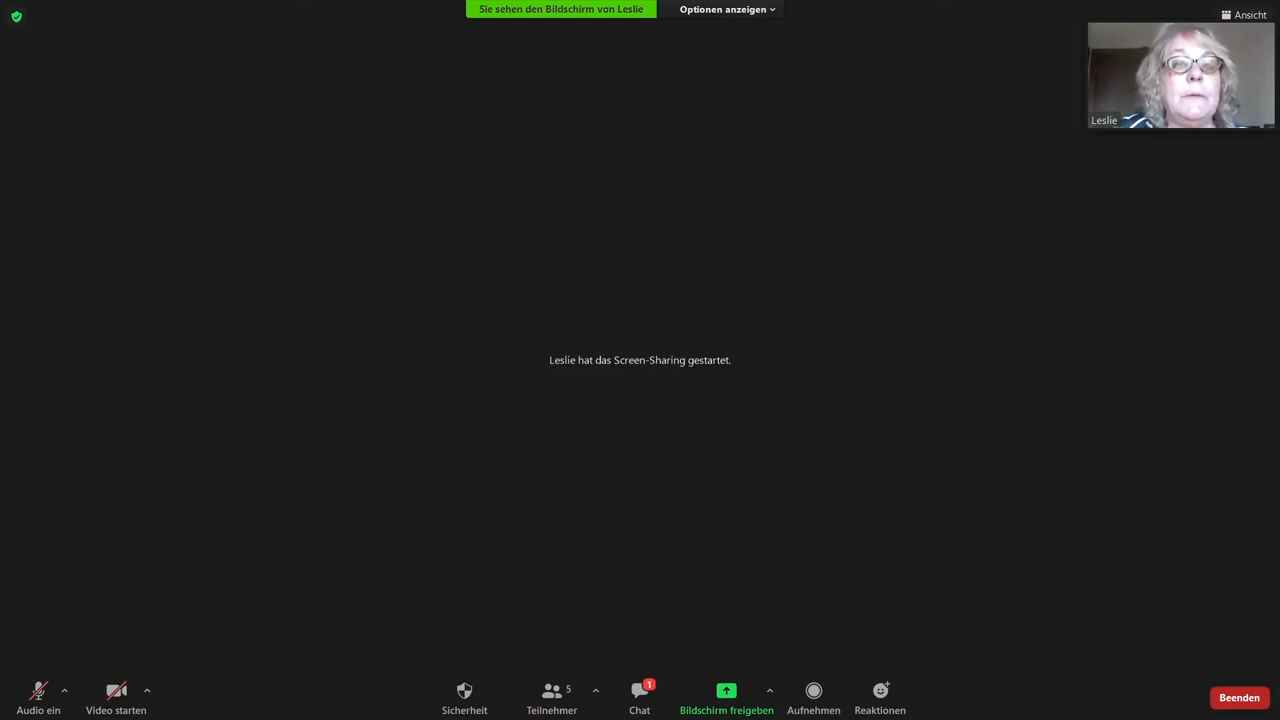 Sie sehen den Bildschirm von Leslie
Optionen anzeigen
Ansicht
Leslie
Leslie hat das Screen-Sharing gestartet.
Audio ein
Video starten
Sicherheit
5
Teilnehmer
1
Chat
Bildschirm freigeben
Aufnehmen
Reaktionen
Beenden